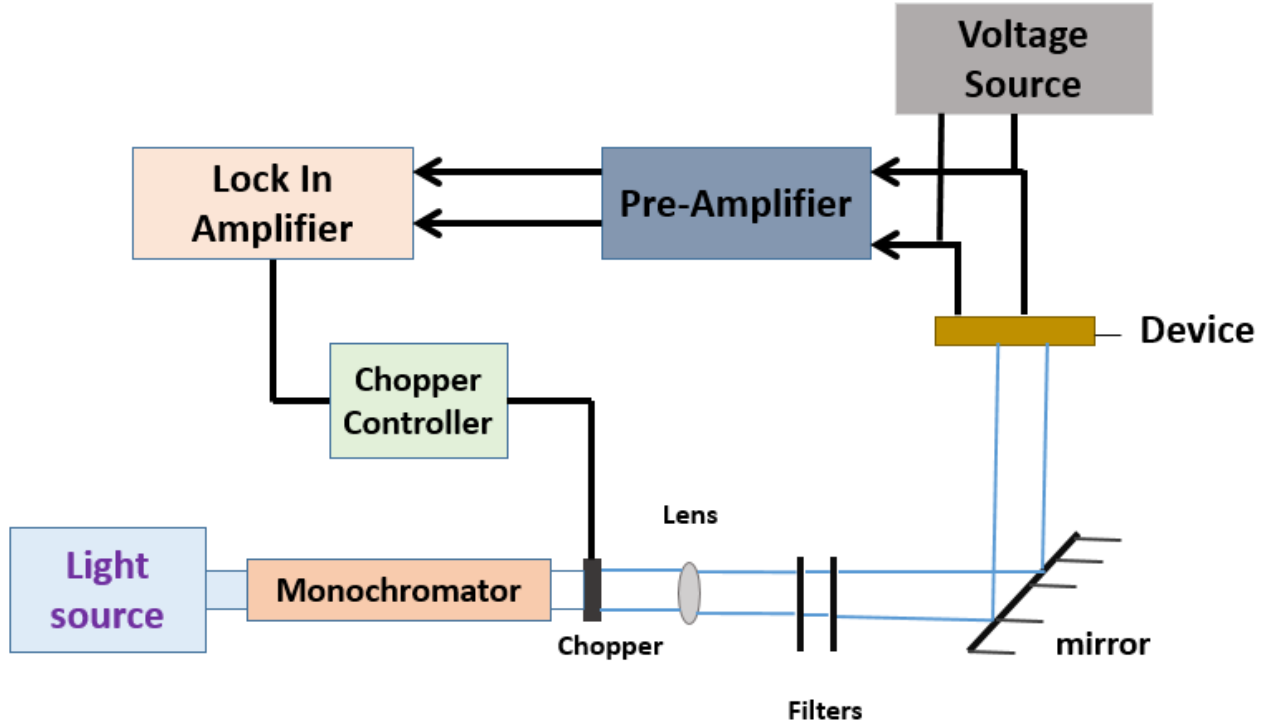 Voltage
Source
Lock In
Amplifier
Pre-Amplifier
Device
Chopper
Controller
Lens
Light
source
Monochromator
Chopper
mirror
Filters